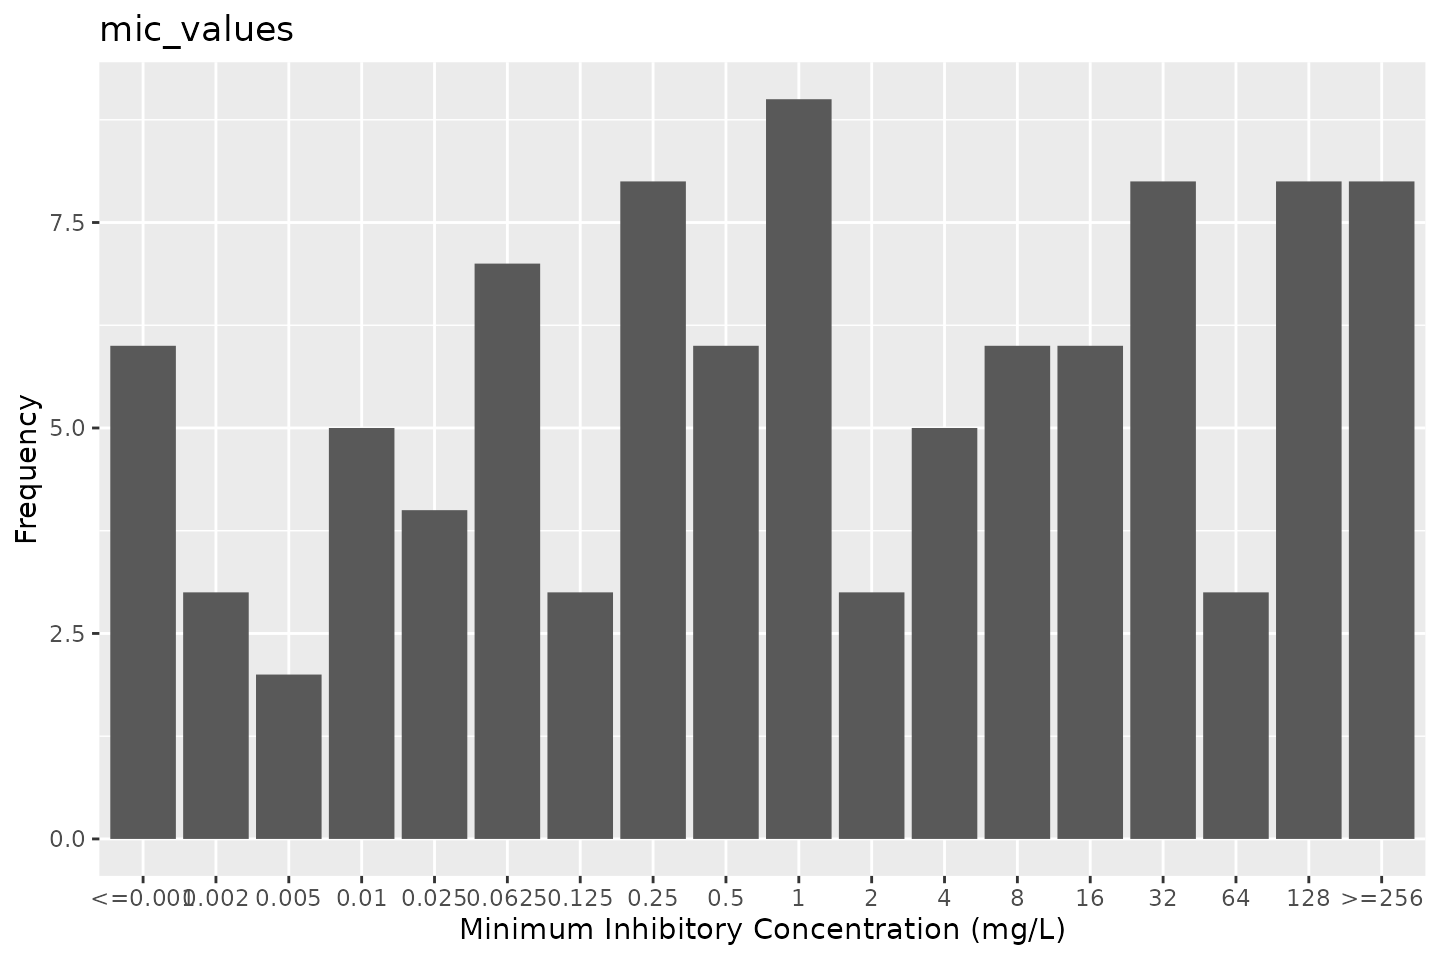 mic_values
Frequency
7.5
5.0
2.5
0.0
<=0.001 0.002 0.005 0.01 0.025 0.0625 0.125 0.25 0.5 1 2 4 8 16 32 64 128 >=256
Minimum Inhibitory Concentration (mg/L)